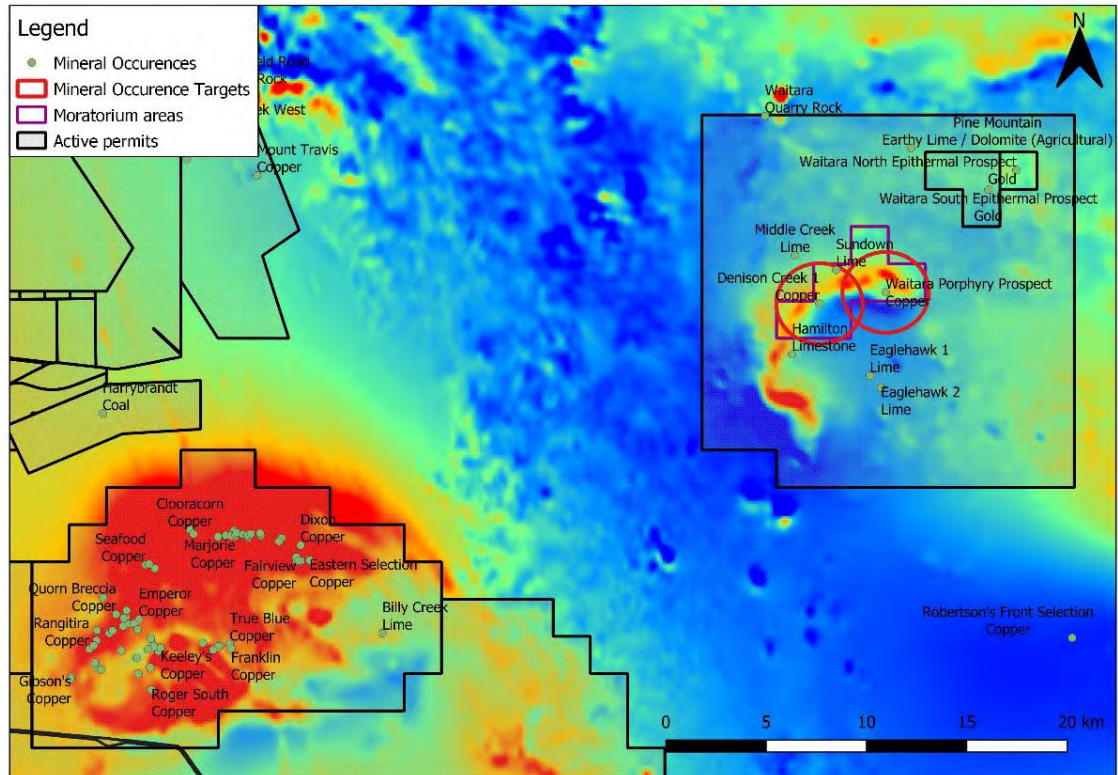 Legend
Mineral Occurences
Mineral Occurence Targets
Moratorium areas
Active permits
N
Road
Rock
ek West
Mount Travis
Copper
Waitara
Quarry Rock
Pine Mountain
Earthy Lime / Dolomite (Agricultural)
Waitara North Epithermal Prospect
Gold
Waitara South Epithermal Prospect
Gold
Middle Creek
Lime
Sundown
Lime
Denison Creek 1
Copper
Waitara Porphyry Prospect
Copper
Hamilton
Limestone
Eaglehawk 1
Lime
Eaglehawk 2
Lime
Harrybrandt
Coal
Clooracorn
Copper
Dixon
Copper
Seafood
Copper
Marjorie
Copper
Fairview
Copper
Eastern Selection
Copper
Quorn Breccia
Copper
Emperor
Copper
Billy Creek
Lime
Rangitira
Copper
True Blue
Copper
Keeley's
Copper
Franklin
Copper
Gibson's
Copper
Roger South
Copper
Robertson's Front Selection
Copper
0 5 10 15 20 km